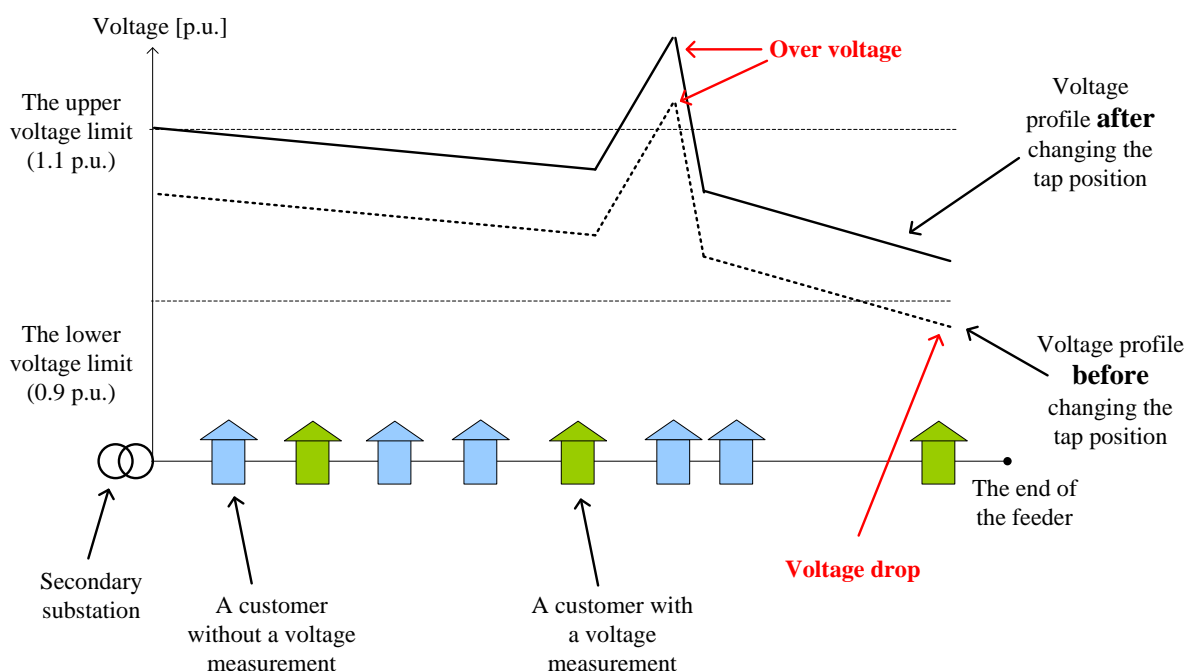 Voltage [p.u.]
Over voltage
The upper
voltage limit
(1.1 p.u.)
Voltage
profile after
changing the
tap position
The lower
voltage limit
(0.9 p.u.)
Voltage profile
before
changing the
tap position
The end of
the feeder
Voltage drop
Secondary
substation
A customer
without a voltage
measurement
A customer with
a voltage
measurement